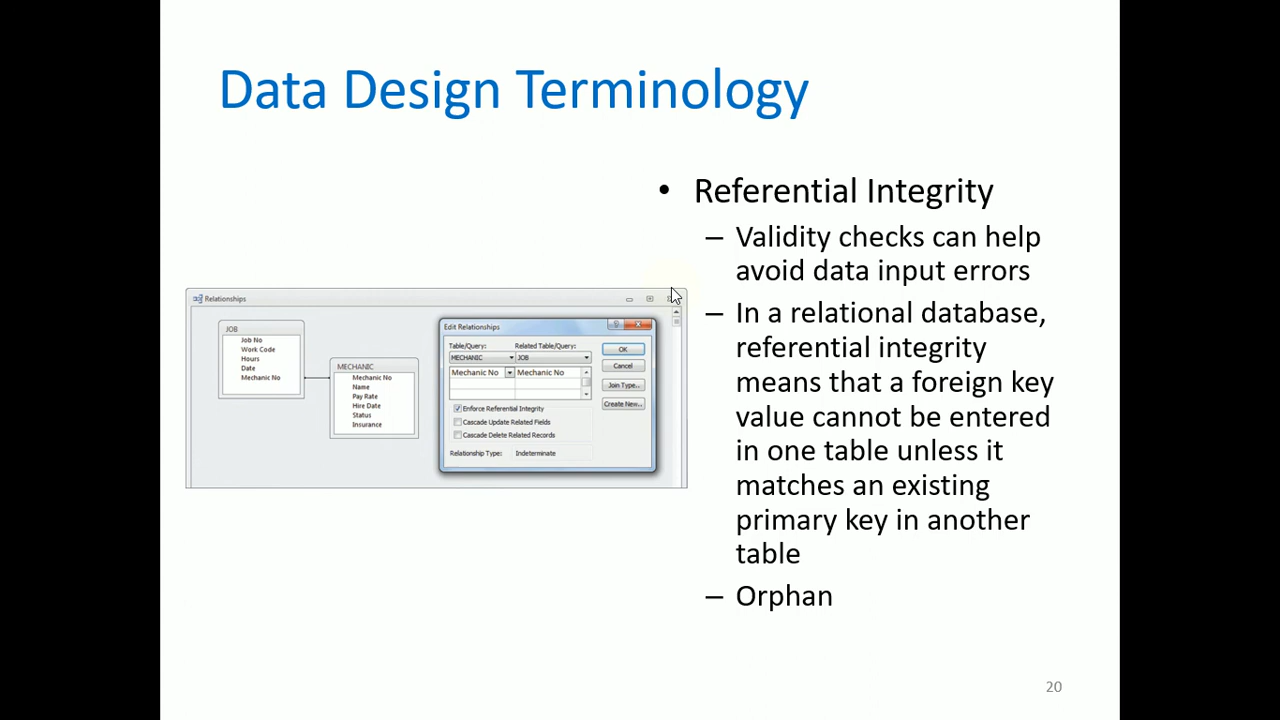 Data Design Terminology
• Referential Integrity
– Validity checks can help
avoid data input errors
– In a relational database,
referential integrity
means that a foreign key
value cannot be entered
in one table unless it
matches an existing
primary key in another
table
– Orphan
Relationships
JOB
Job No
Work Code
Hours
Date
Mechanic No
MECHANIC
Mechanic No
Name
Pay Rate
Hire Date
Status
Insurance
Edit Relationships
Table/Query: Related Table/Query:
MECHANIC JOB
Mechanic No Mechanic No
Enforce Referential Integrity
Cascade Update Related Fields
Cascade Delete Related Records
Relationship Type: Indeterminate
OK
Cancel
Join Type..
Create New..
20